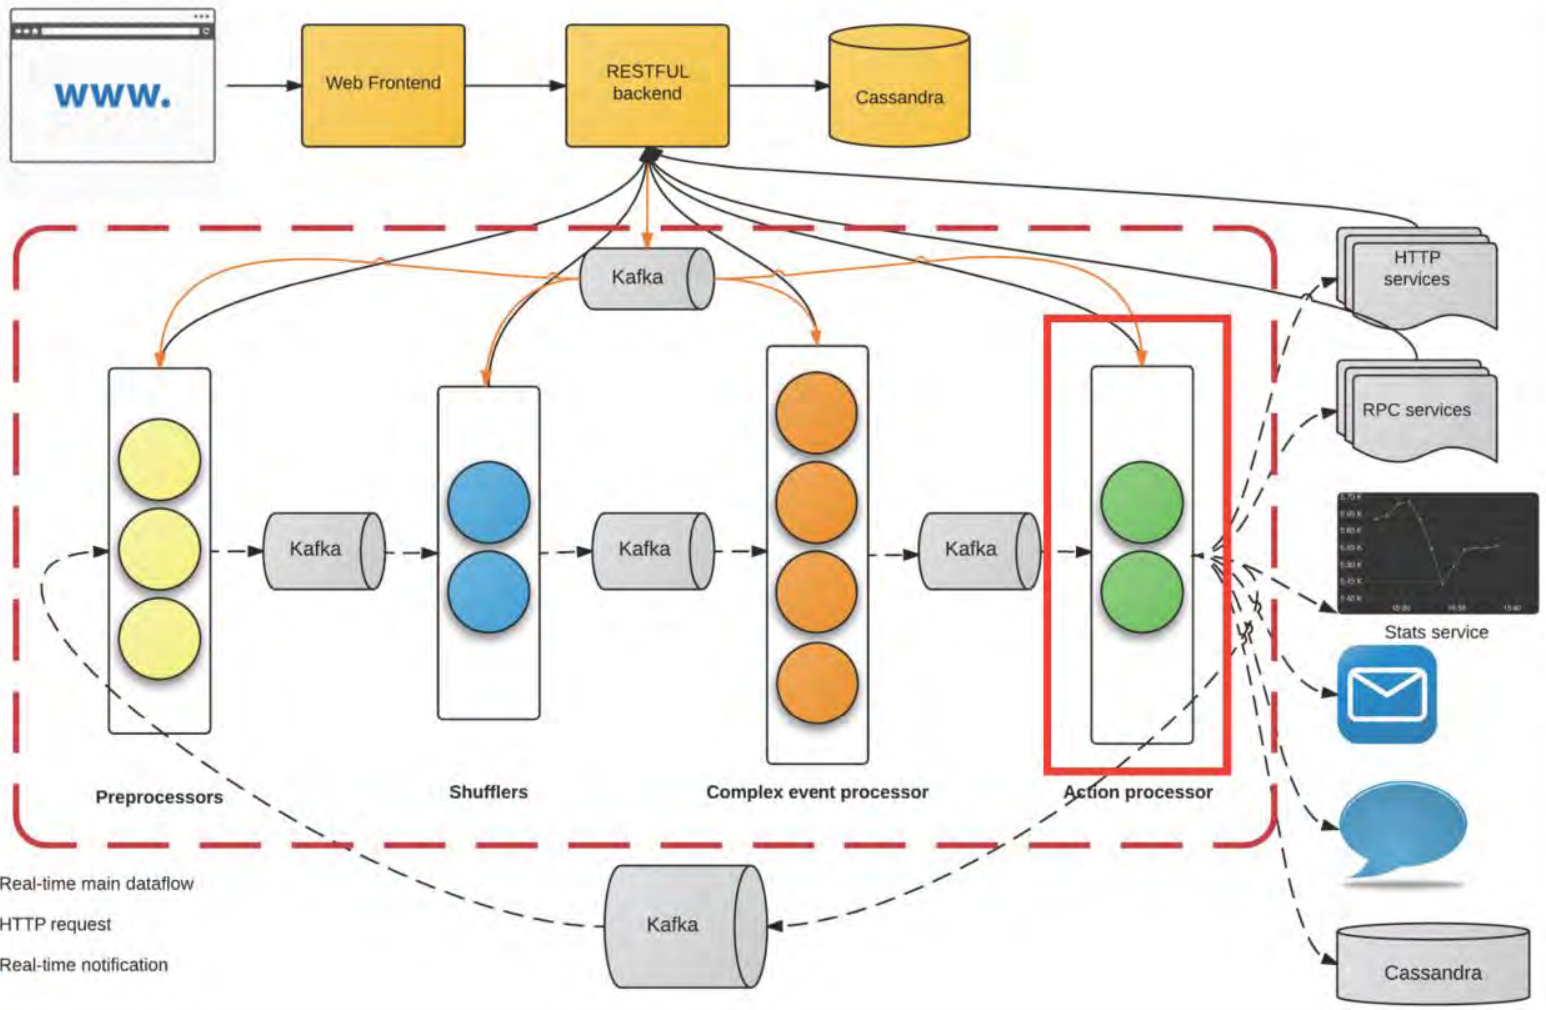 www.
Web Frontend
RESTFUL
backend
Cassandra
Kafka
HTTP
services
RPC services
Kafka
Kafka
Kafka
Stats service
Preprocessors
Shufflers
Complex event processor
Action processor
Real-time main dataflow
HTTP request
Real-time notification
Kafka
Cassandra